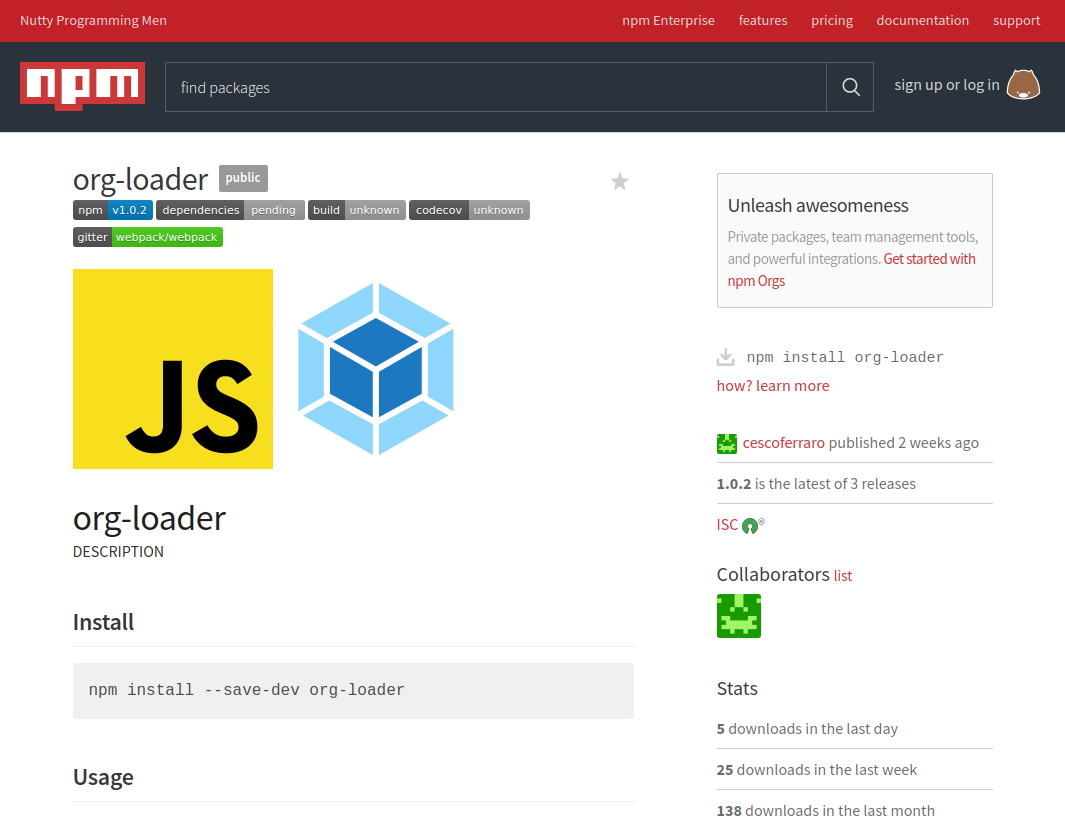 Nutty Programming Men
npm Enterprise features pricing documentation support
npm
find packages
sign up or log in
org-loader public
npm v1.0.2 dependencies pending build unknown codecov unknown
gitter webpack/webpack
JS
org-loader
DESCRIPTION
Install
npm install --save-dev org-loader
Usage
Unleash awesomeness
Private packages, team management tools,
and powerful integrations. Get started with
npm Orgs
npm install org-loader
how? learn more
cescoferraro published 2 weeks ago
1.0.2 is the latest of 3 releases
ISC ®
Collaborators list
Stats
5 downloads in the last day
25 downloads in the last week
138 downloads in the last month